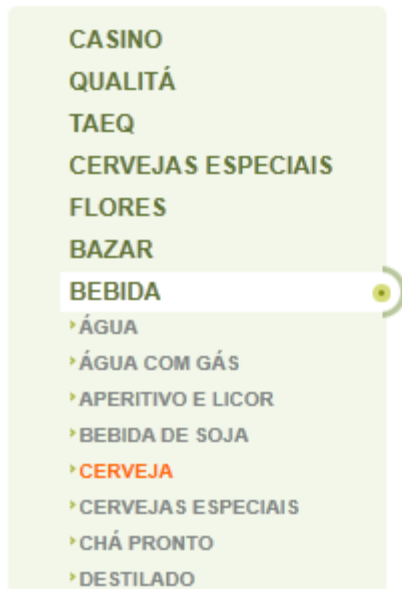 CASINO
QUALITÁ
TAEQ
CERVEJAS ESPECIAIS
FLORES
BAZAR
BEBIDA
ÁGUA
ÁGUA COM GÁS
APERITIVO E LICOR
BEBIDA DE SOJA
CERVEJA
CERVEJAS ESPECIAIS
CHÁ PRONTO
DESTILADO